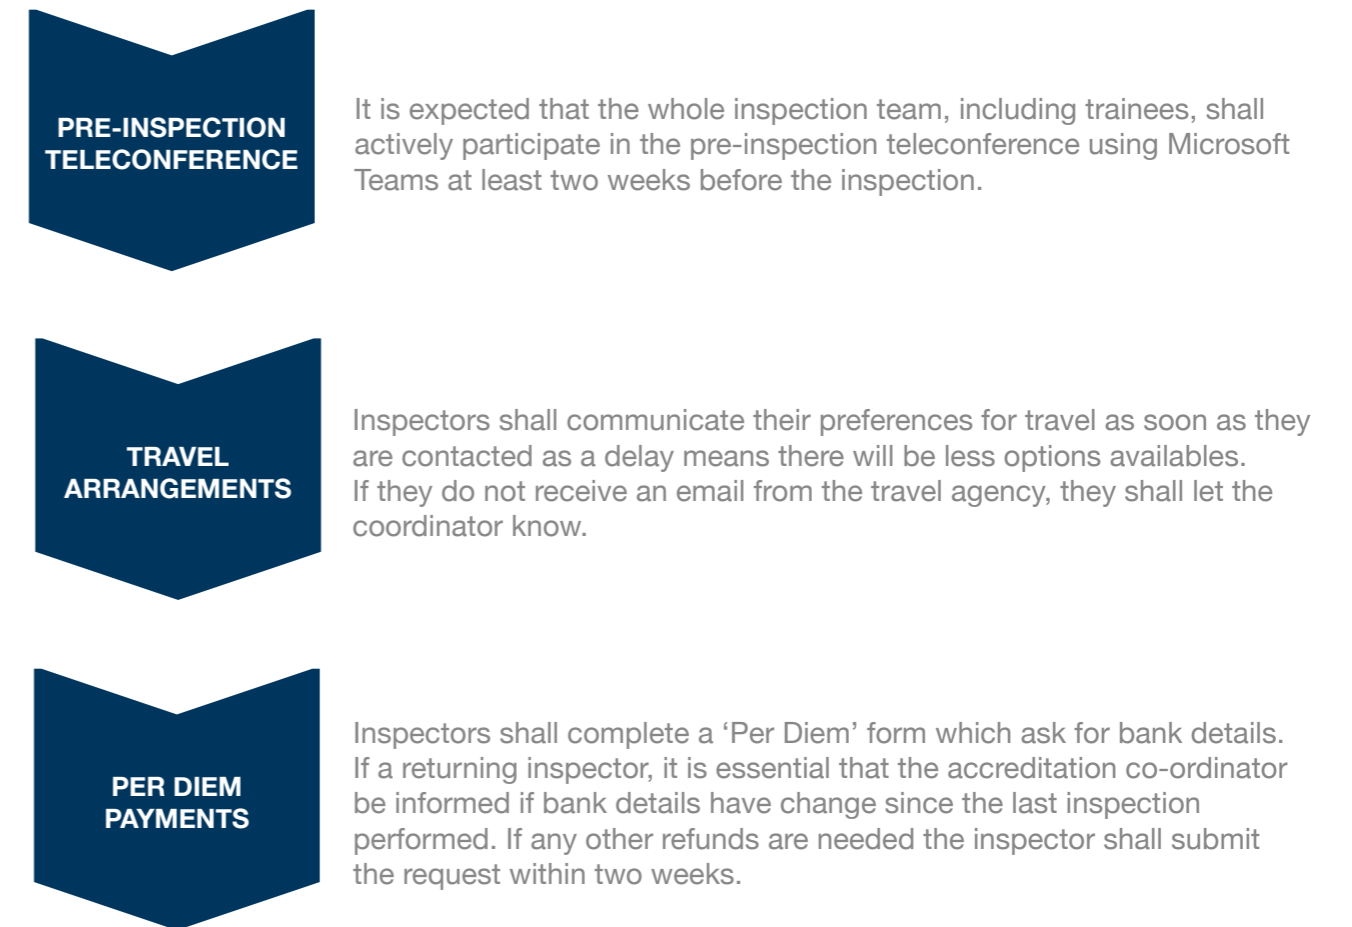 PRE-INSPECTION
TELECONFERENCE
It is expected that the whole inspection team, including trainees, shall
actively participate in the pre-inspection teleconference using Microsoft
Teams at least two weeks before the inspection.
TRAVEL
ARRANGEMENTS
Inspectors shall communicate their preferences for travel as soon as they
are contacted as a delay means there will be less options availables.
If they do not receive an email from the travel agency, they shall let the
coordinator know.
PER DIEM
PAYMENTS
Inspectors shall complete a ‘Per Diem’ form which ask for bank details.
If a returning inspector, it is essential that the accreditation co-ordinator
be informed if bank details have change since the last inspection
performed. If any other refunds are needed the inspector shall submit
the request within two weeks.